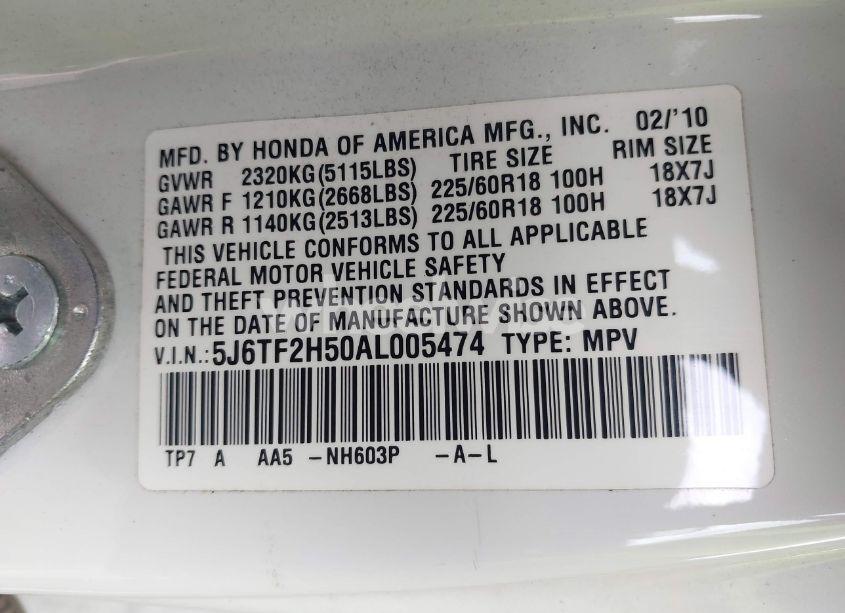 MFD. BY HONDA OF AMERICA MFG., INC. 02/'10
GVWR 2320KG(5115LBS) TIRE SIZE RIM SIZE
GAWR F 1210KG(2668LBS) 225/60R18 100H 18X7J
GAWR R 1140KG(2513LBS) 225/60R18 100H 18X7J
THIS VEHICLE CONFORMS TO ALL APPLICABLE
FEDERAL MOTOR VEHICLE SAFETY
AND THEFT PREVENTION STANDARDS IN EFFECT
ON THE DATE OF MANUFACTURE SHOWN ABOVE.
V.I.N.: 5J6TF2H50AL005474 TYPE: MPV
TP7 A AA5 -NH603P -A-L